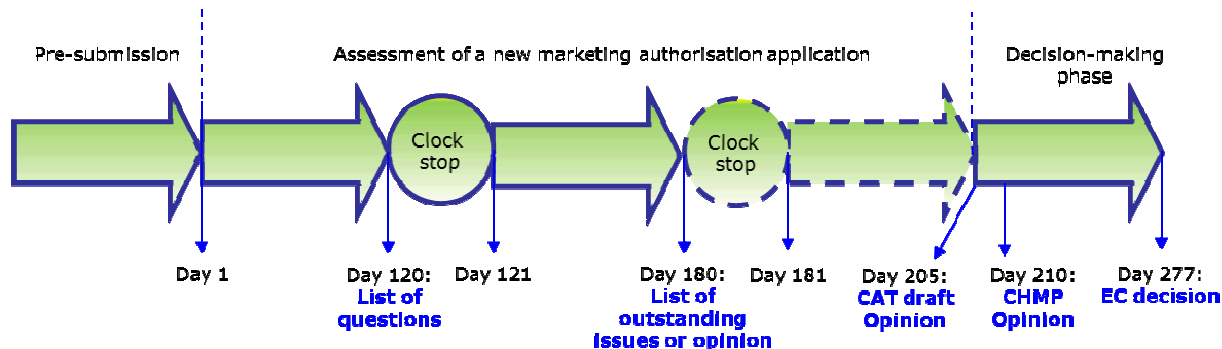 Pre-submission
Assessment of a new marketing authorisation application
Decision-making
phase
Clock
stop
Clock
stop
Day 1
Day 120:
List of
questions
Day 121
Day 180:
List of
outstanding
issues or opinion
Day 181
Day 205:
CAT draft
Opinion
Day 210:
CHMP
Opinion
Day 277:
EC decision